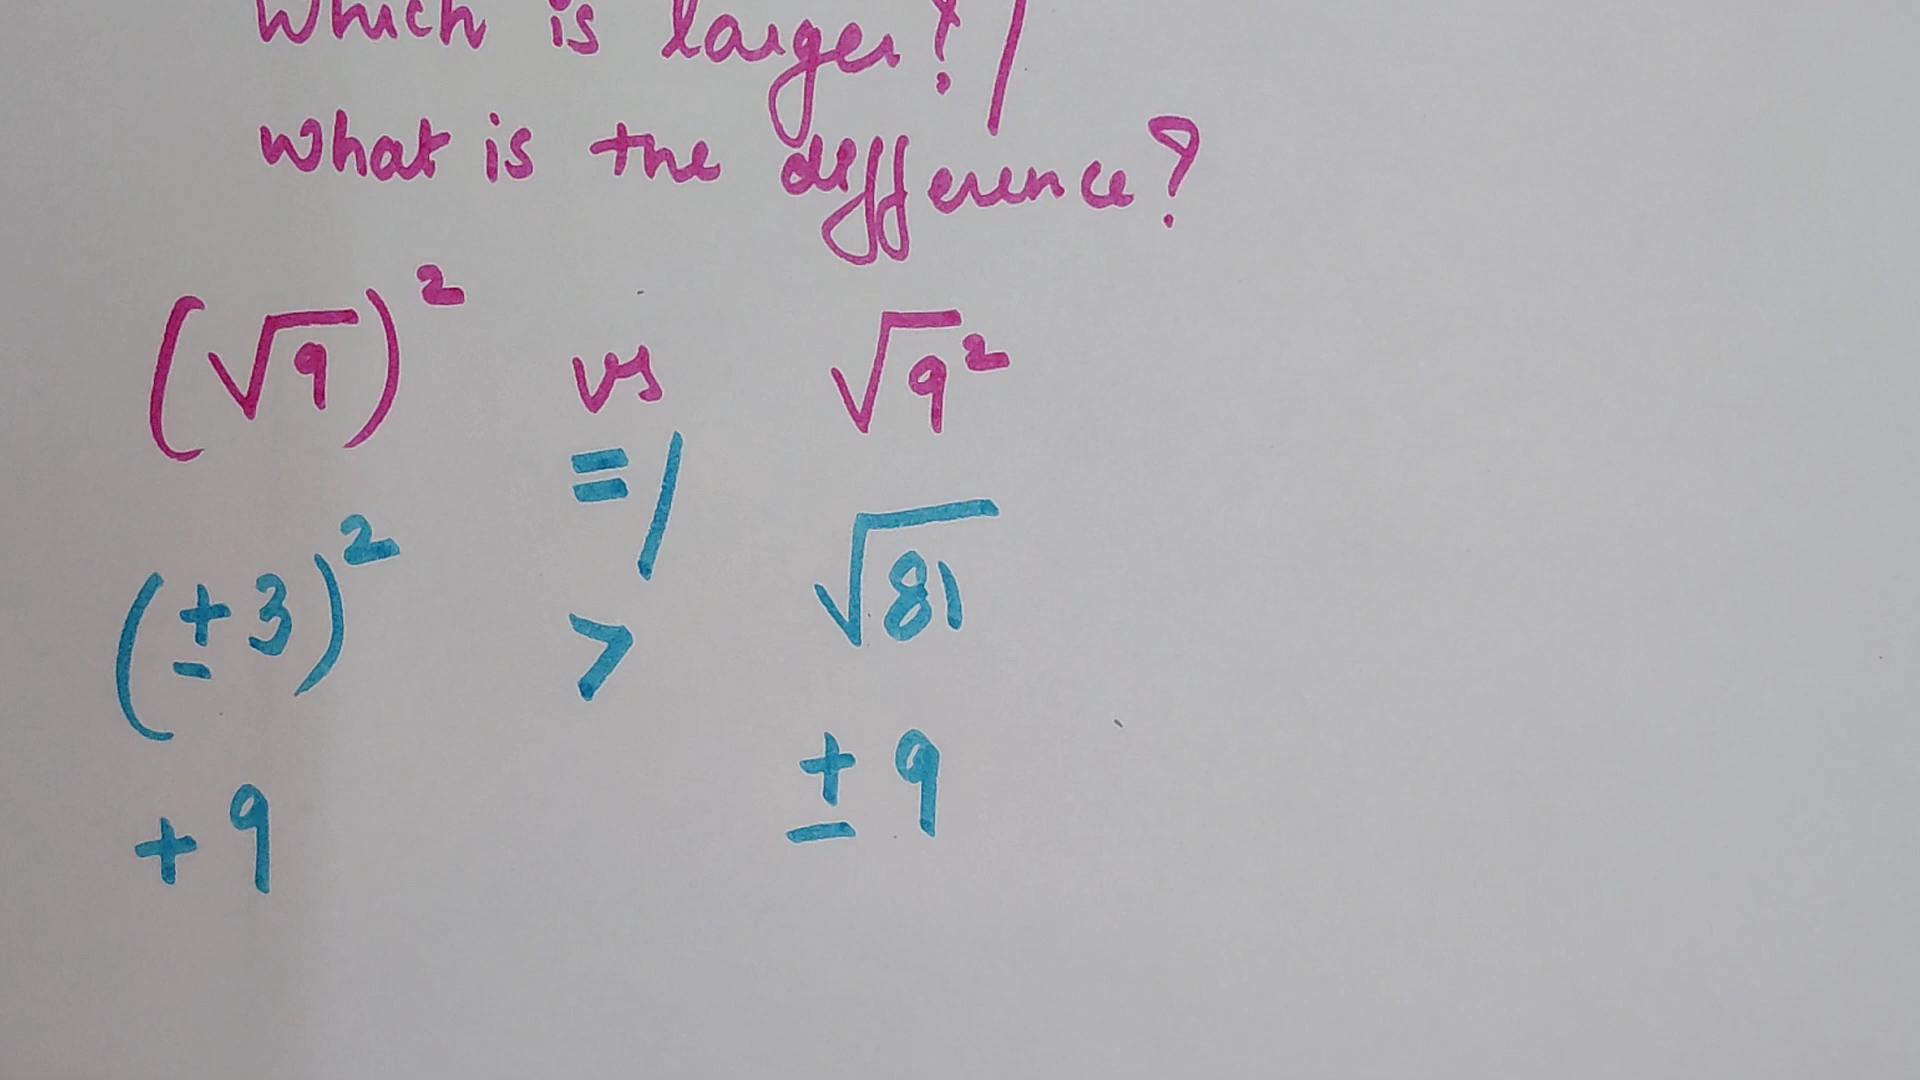 Which is larger? /
What is the difference?
(√9)² vs √9²
= /
(±3)² > √81
+9 ±9